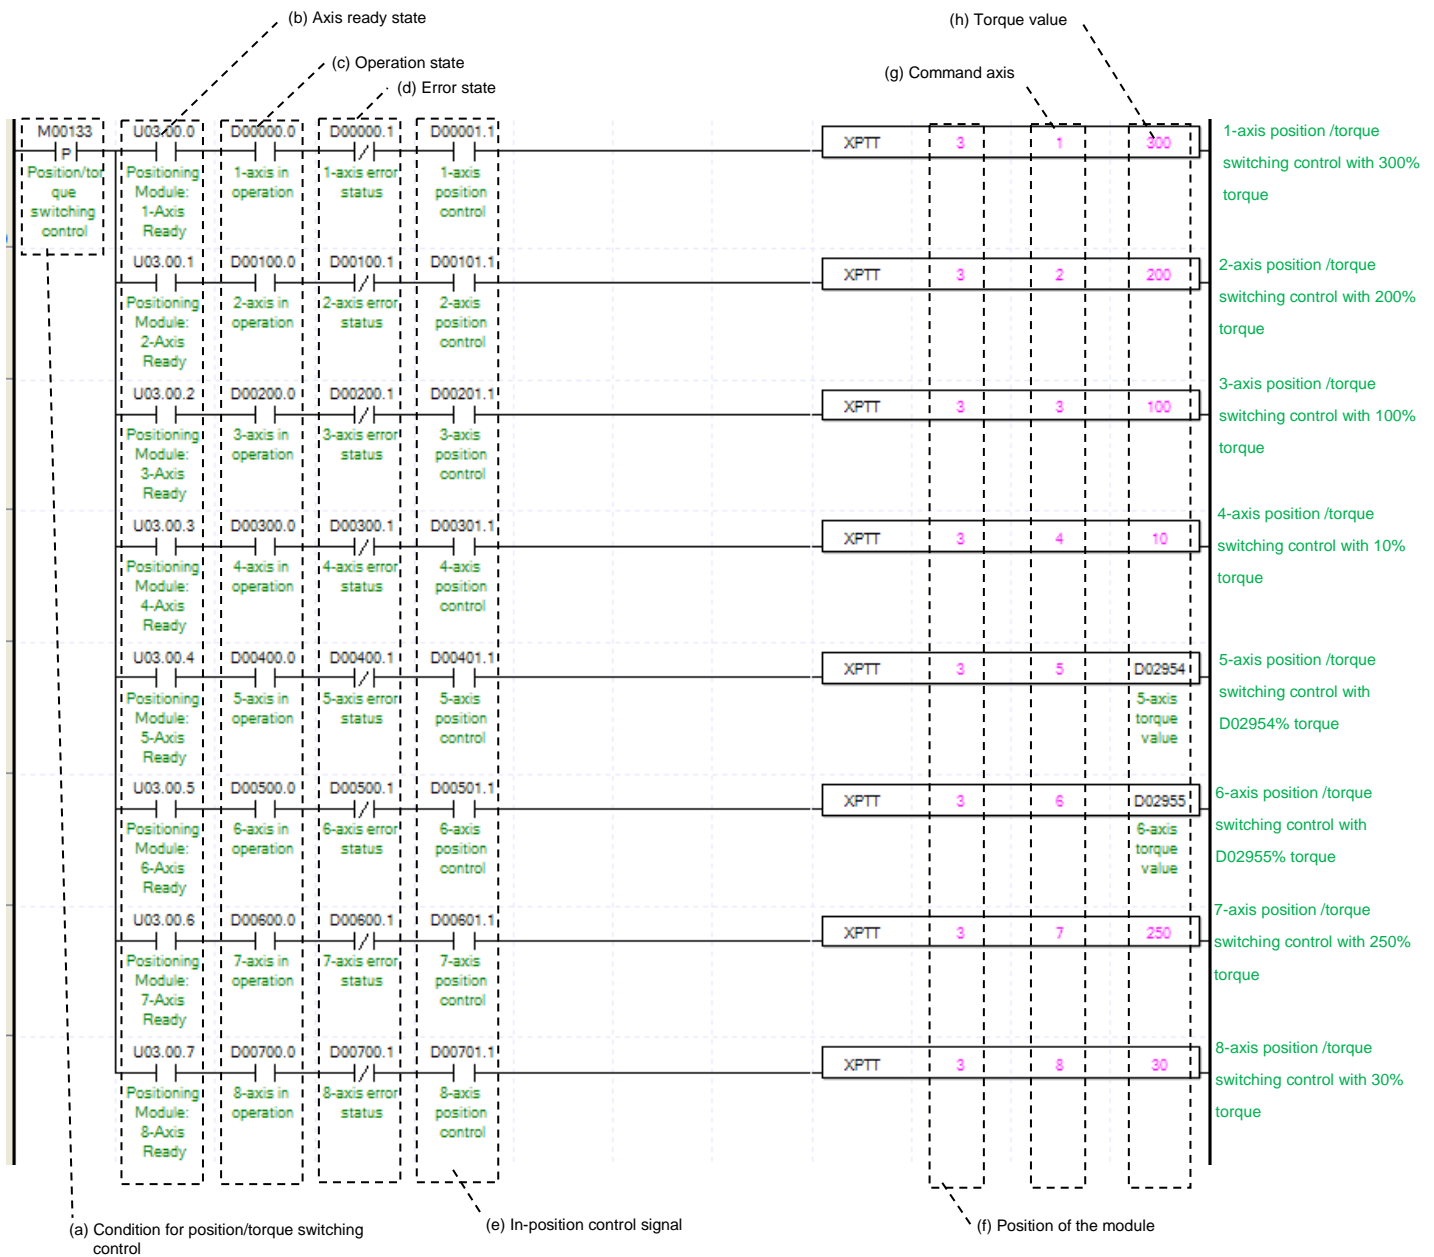 (b) Axis ready state
(h) Torque value
(c) Operation state
(g) Command axis
(d) Error state
M00133
P
Position/tor
que
switching
control
U03.00.0 D00000.0 D00000.1 D00001.1
XPTT 3 1 300
Positioning
Module:
1-Axis
Ready
1-axis in
operation
1-axis error
status
1-axis
position
control
1-axis position /torque
switching control with 300%
torque
U03.00.1 D00100.0 D00100.1 D00101.1
XPTT 3 2 200
Positioning
Module:
2-Axis
Ready
2-axis in
operation
2-axis error
status
2-axis
position
control
2-axis position /torque
switching control with 200%
torque
U03.00.2 D00200.0 D00200.1 D00201.1
XPTT 3 3 100
Positioning
Module:
3-Axis
Ready
3-axis in
operation
3-axis error
status
3-axis
position
control
3-axis position /torque
switching control with 100%
torque
U03.00.3 D00300.0 D00300.1 D00301.1
XPTT 3 4 10
Positioning
Module:
4-Axis
Ready
4-axis in
operation
4-axis error
status
4-axis
position
control
4-axis position /torque
switching control with 10%
torque
U03.00.4 D00400.0 D00400.1 D00401.1
XPTT 3 5 D02954
Positioning
Module:
5-Axis
Ready
5-axis in
operation
5-axis error
status
5-axis
position
control
5-axis
torque
value
5-axis position /torque
switching control with
D02954% torque
U03.00.5 D00500.0 D00500.1 D00501.1
XPTT 3 6 D02955
Positioning
Module:
6-Axis
Ready
6-axis in
operation
6-axis error
status
6-axis
position
control
6-axis
torque
value
6-axis position /torque
switching control with
D02955% torque
U03.00.6 D00600.0 D00600.1 D00601.1
XPTT 3 7 250
Positioning
Module:
7-Axis
Ready
7-axis in
operation
7-axis error
status
7-axis
position
control
7-axis position /torque
switching control with 250%
torque
U03.00.7 D00700.0 D00700.1 D00701.1
XPTT 3 8 30
Positioning
Module:
8-Axis
Ready
8-axis in
operation
8-axis error
status
8-axis
position
control
8-axis position /torque
switching control with 30%
torque
(a) Condition for position/torque switching
control
(e) In-position control signal
(f) Position of the module